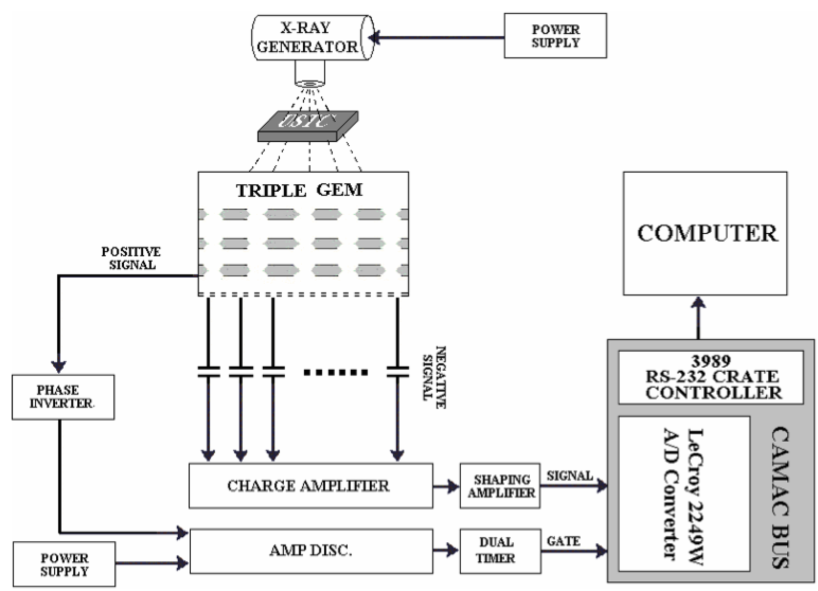 X-RAY
GENERATOR
POWER
SUPPLY
USTC
TRIPLE GEM
POSITIVE
SIGNAL
COMPUTER
NEGATIVE
SIGNAL
PHASE
INVERTER.
3989
RS-232 CRATE
CONTROLLER
LeCroy 2249W
A/D Converter
CAMAC BUS
CHARGE AMPLIFIER
SHAPING
AMPLIFIER
SIGNAL
AMP DISC.
DUAL
TIMER
GATE
POWER
SUPPLY